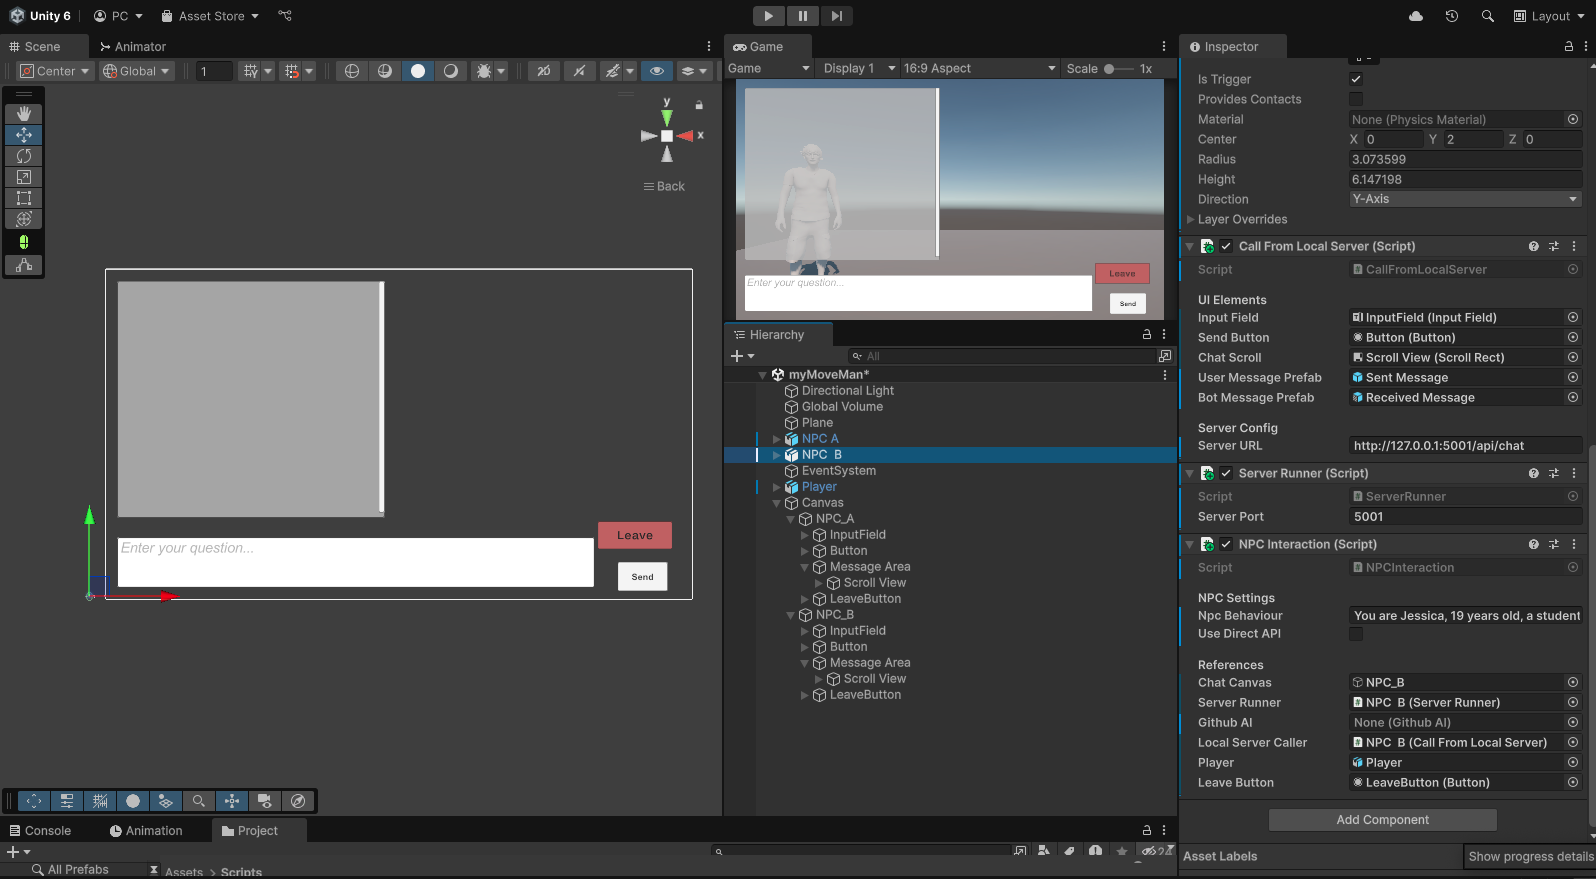 Unity 6
PC
Asset Store
Layout
Scene
Animator
Center
Global
1
2D
y
x
Back
Enter your question...
Leave
Send
Game
Game
Display 1
16:9 Aspect
Scale
1x
Enter your question...
Leave
Send
Hierarchy
All
myMoveMan*
Directional Light
Global Volume
Plane
NPC A
NPC B
EventSystem
Player
Canvas
NPC_A
InputField
Button
Message Area
Scroll View
LeaveButton
NPC_B
InputField
Button
Message Area
Scroll View
LeaveButton
Inspector
Is Trigger
Provides Contacts
Material None (Physics Material)
Center X 0 Y 2 Z 0
Radius 3.073599
Height 6.147198
Direction Y-Axis
Layer Overrides
Call From Local Server (Script)
Script CallFromLocalServer
UI Elements
Input Field InputField (Input Field)
Send Button Button (Button)
Chat Scroll Scroll View (Scroll Rect)
User Message Prefab Sent Message
Bot Message Prefab Received Message
Server Config
Server URL http://127.0.0.1:5001/api/chat
Server Runner (Script)
Script ServerRunner
Server Port 5001
NPC Interaction (Script)
Script NPCInteraction
NPC Settings
Npc Behaviour You are Jessica, 19 years old, a student
Use Direct API
References
Chat Canvas NPC_B
Server Runner NPC B (Server Runner)
Github AI None (Github AI)
Local Server Caller NPC B (Call From Local Server)
Player Player
Leave Button LeaveButton (Button)
Add Component
Asset Labels
Show progress details
Console
Animation
Project
24
All Prefabs
Assets > Scripts